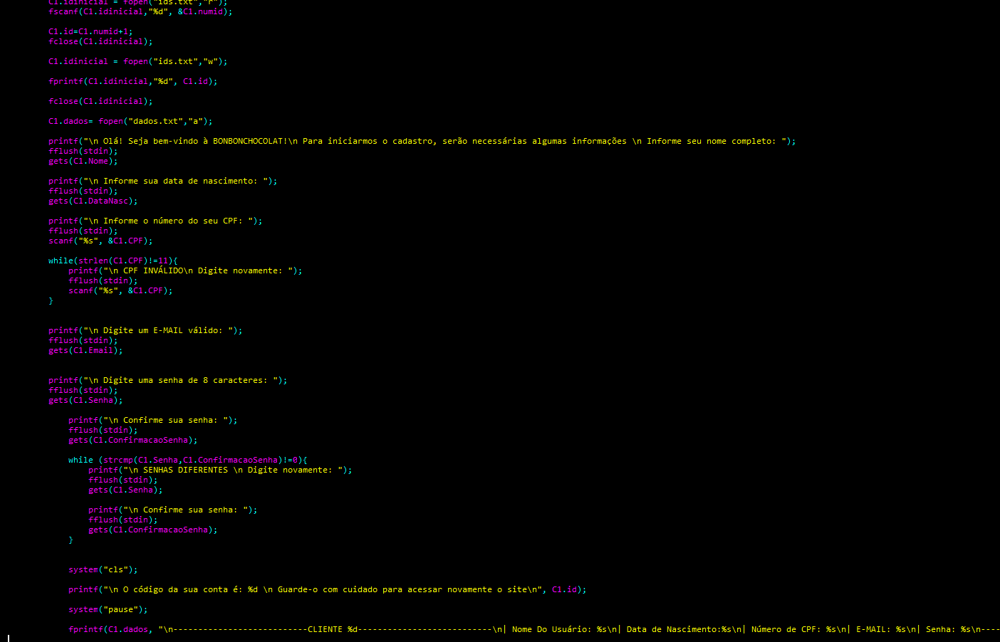 C1.idinicial = fopen("ids.txt","r");
fscanf(C1.idinicial,"%d", &C1.numid);
C1.id=C1.numid+1;
fclose(C1.idinicial);
C1.idinicial = fopen("ids.txt","w");
fprintf(C1.idinicial,"%d", C1.id);
fclose(C1.idinicial);
C1.dados= fopen("dados.txt","a");
printf("\n Olá! Seja bem-vindo à BONBONCHOCOLAT!\n Para iniciarmos o cadastro, serão necessárias algumas informações \n Informe seu nome completo: ");
fflush(stdin);
gets(C1.Nome);
printf("\n Informe sua data de nascimento: ");
fflush(stdin);
gets(C1.DataNasc);
printf("\n Informe o número do seu CPF: ");
fflush(stdin);
scanf("%s", &C1.CPF);
while(strlen(C1.CPF)!=11){
printf("\n CPF INVÁLIDO\n Digite novamente: ");
fflush(stdin);
scanf("%s", &C1.CPF);
}
printf("\n Digite um E-MAIL válido: ");
fflush(stdin);
gets(C1.Email);
printf("\n Digite uma senha de 8 caracteres: ");
fflush(stdin);
gets(C1.Senha);
printf("\n Confirme sua senha: ");
fflush(stdin);
gets(C1.ConfirmacaoSenha);
while (strcmp(C1.Senha,C1.ConfirmacaoSenha)!=0){
printf("\n SENHAS DIFERENTES \n Digite novamente: ");
fflush(stdin);
gets(C1.Senha);
printf("\n Confirme sua senha: ");
fflush(stdin);
gets(C1.ConfirmacaoSenha);
}
system("cls");
printf("\n O código da sua conta é: %d \n Guarde-o com cuidado para acessar novamente o site\n", C1.id);
system("pause");
fprintf(C1.dados, "\n---------------------------CLIENTE %d---------------------------\n| Nome Do Usuário: %s\n| Data de Nascimento:%s\n| Número de CPF: %s\n| E-MAIL: %s\n| Senha: %s\n----